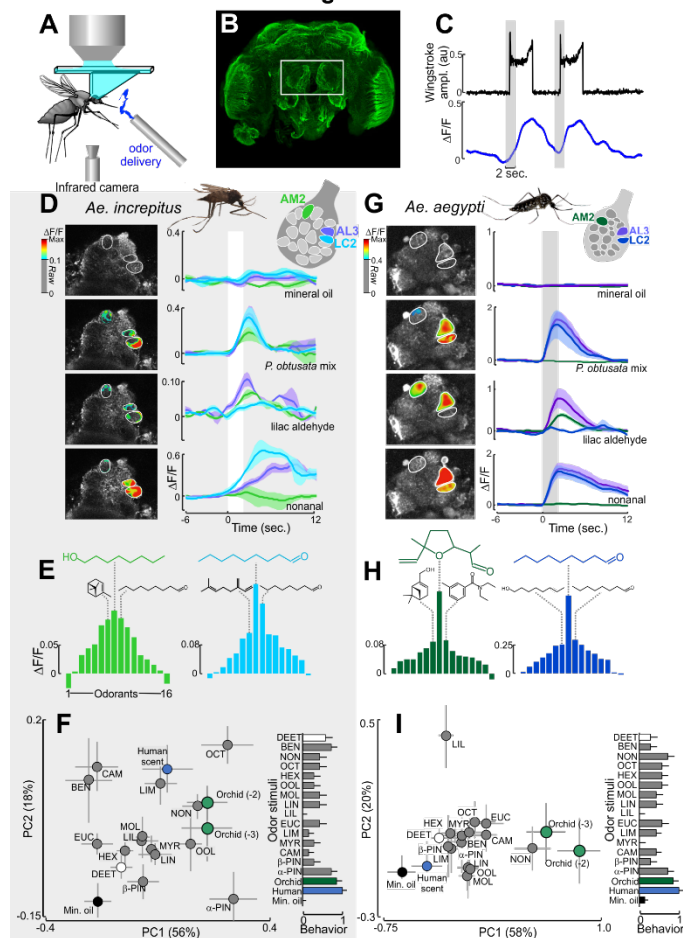 A
odor
delivery
Infrared camera
B
C
Wingstroke
ampl. (au)
0.5
0
ΔF/F
0.4
0
2 sec.
D
Ae. increpitus
AM2
AL3
LC2
ΔF/F
Max
0.1
Raw
0
0.4
0
mineral oil
0.4
0
P. obtusata mix
0.10
0
lilac aldehyde
0.6
0
ΔF/F
nonanal
-6
0
12
Time (sec.)
G
Ae. aegypti
AM2
AL3
LC2
ΔF/F
Max
0.1
Raw
0
1
0
mineral oil
2
0
P. obtusata mix
1
0
lilac aldehyde
2
0
ΔF/F
nonanal
-6
0
12
Time (sec.)
E
HO
O
ΔF/F
0.05
0
1
Odorants
16
0.08
0
H
O
O
OH
N
O
HO
O
0.08
0
0.25
0
F
0.2
-0.15
PC2 (18%)
-0.4
0.4
PC1 (56%)
OCT
CAM
BEN
Human
scent
LIM
NON
Orchid (-2)
Orchid (-3)
EUC
MOL
LIL
HEX
MYR
LIN
OOL
DEET
β-PIN
α-PIN
Min. oil
Odor stimuli
DEET
BEN
NON
OCT
HEX
OOL
MOL
LIN
LIL
EUC
LIM
MYR
CAM
β-PIN
α-PIN
Orchid
Human
Min. oil
0
1
Behavior
I
0.5
-0.3
PC2 (20%)
-0.75
1.0
PC1 (58%)
LIL
OCT
EUC
HEX
MYR
DEET
BEN
CAM
β-PIN
α-PIN
LIM
LIN
OOL
MOL
Human
scent
Min. oil
NON
Orchid (-3)
Orchid (-2)
Odor stimuli
DEET
BEN
NON
OCT
HEX
OOL
MOL
LIN
LIL
EUC
LIM
MYR
CAM
β-PIN
α-PIN
Orchid
Human
Min. oil
0
1
Behavior